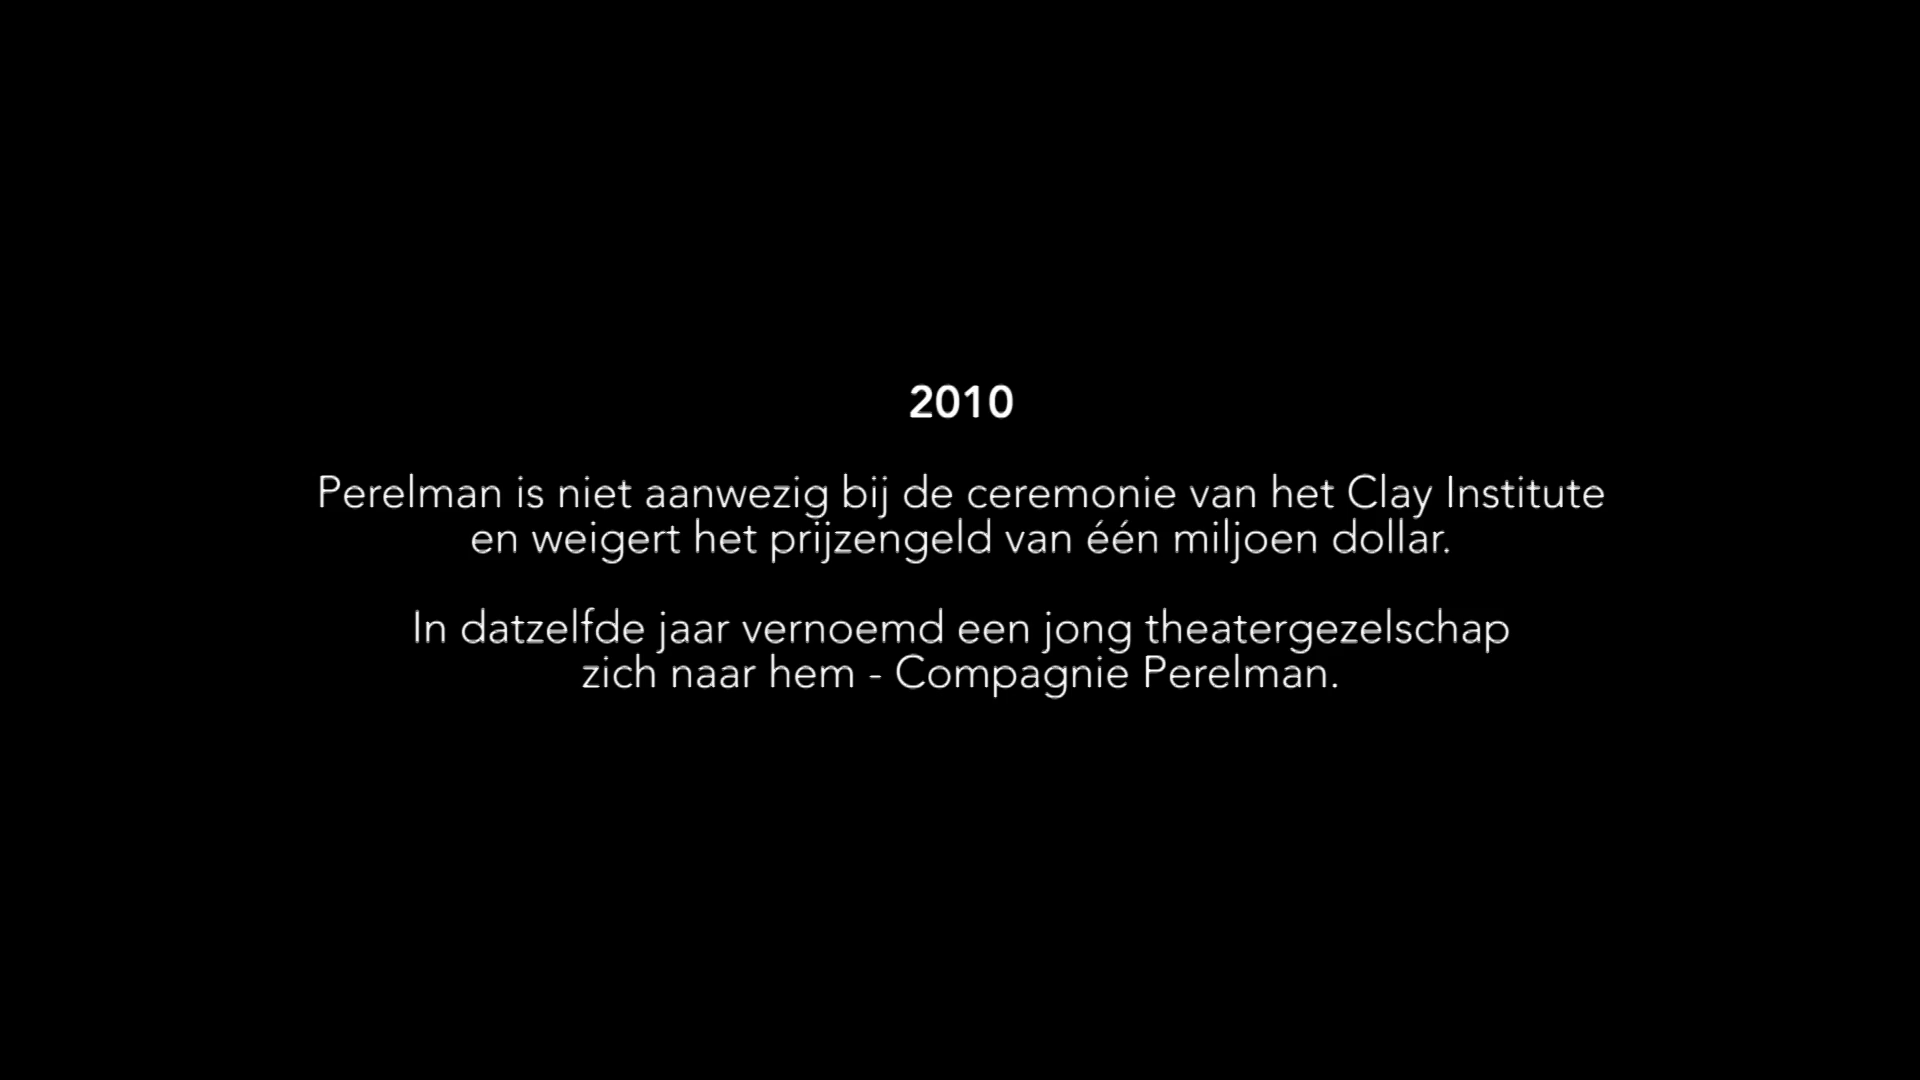 2010
Perelman is niet aanwezig bij de ceremonie van het Clay Institute
en weigert het prijzengeld van één miljoen dollar.
In datzelfde jaar vernoemd een jong theatergezelschap
zich naar hem - Compagnie Perelman.